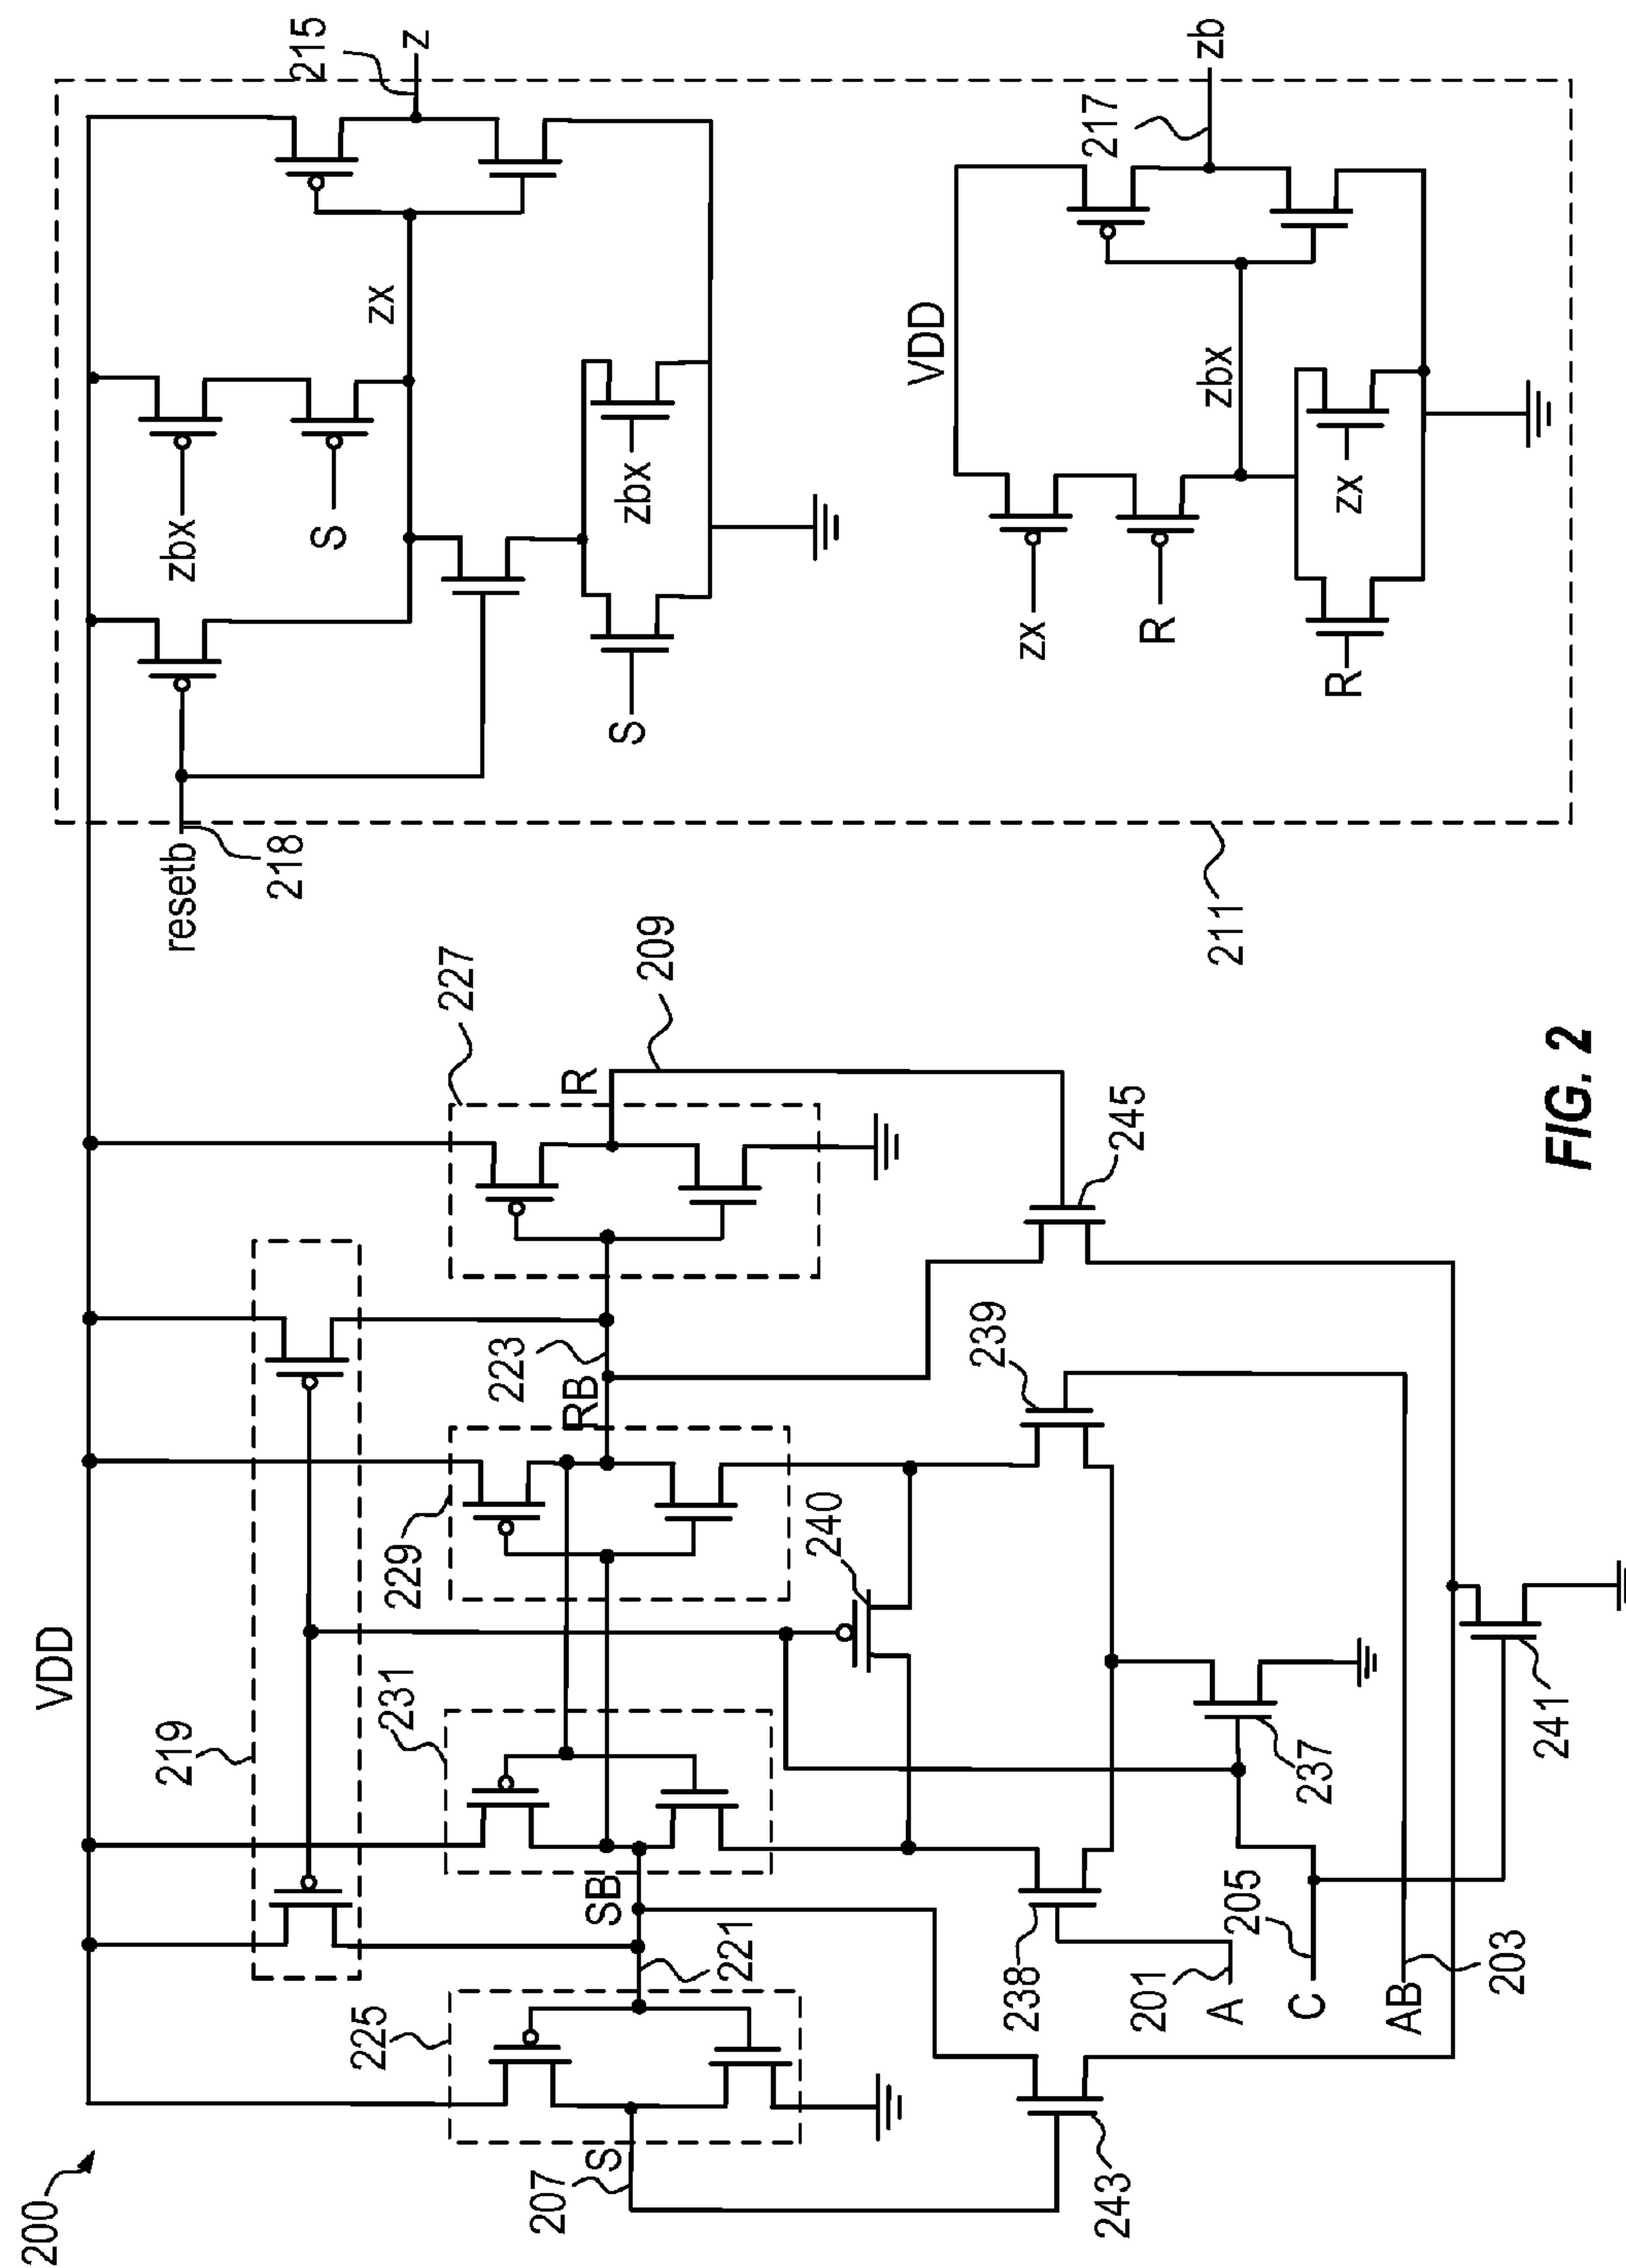 200
VDD
219
225
S
207
221
SB
231
229
RB
223
227
R
209
240
238
239
243
245
237
241
201
A
205
C
203
AB
resetb
218
zbx
S
zx
215
z
S
zbx
VDD
zx
R
zbx
217
zb
R
zx
211
FIG. 2